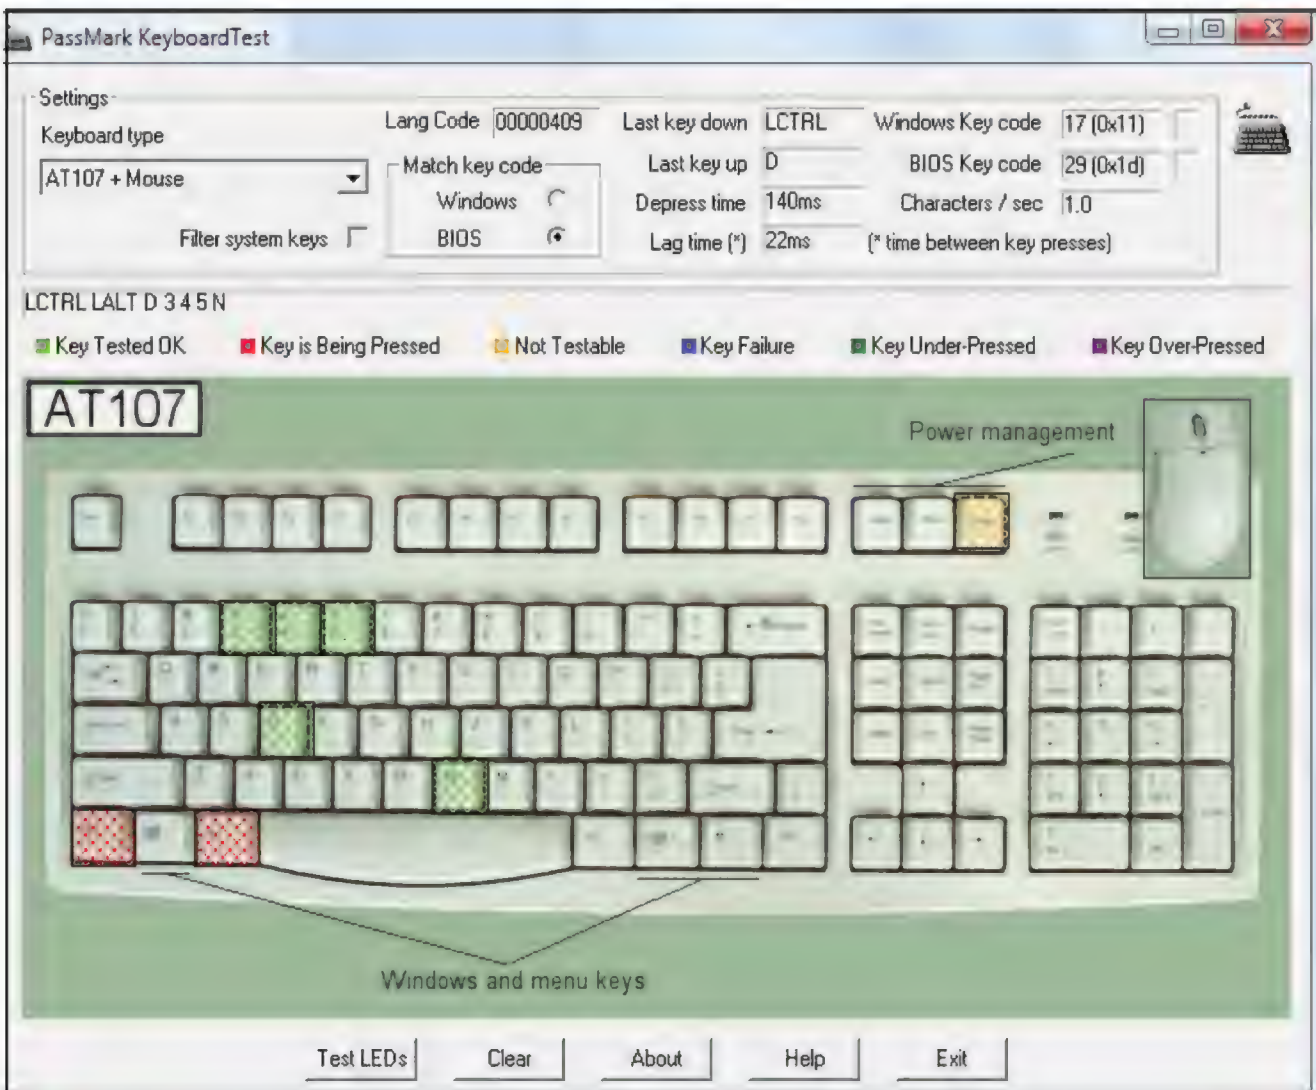 PassMark KeyboardTest
Settings
Keyboard type
AT107 + Mouse
Filter system keys
Lang Code 00000409
Match key code
Windows
BIOS
Last key down LCTRL
Last key up D
Depress time 140ms
Lag time (*) 22ms
Windows Key code 17 (0x11)
BIOS Key code 29 (0x1d)
Characters / sec 1.0
(* time between key presses)
LCTRL LALT D 3 4 5 N
Key Tested OK Key is Being Pressed Not Testable Key Failure Key Under-Pressed Key Over-Pressed
AT107
Power management
Windows and menu keys
Test LEDs Clear About Help Exit